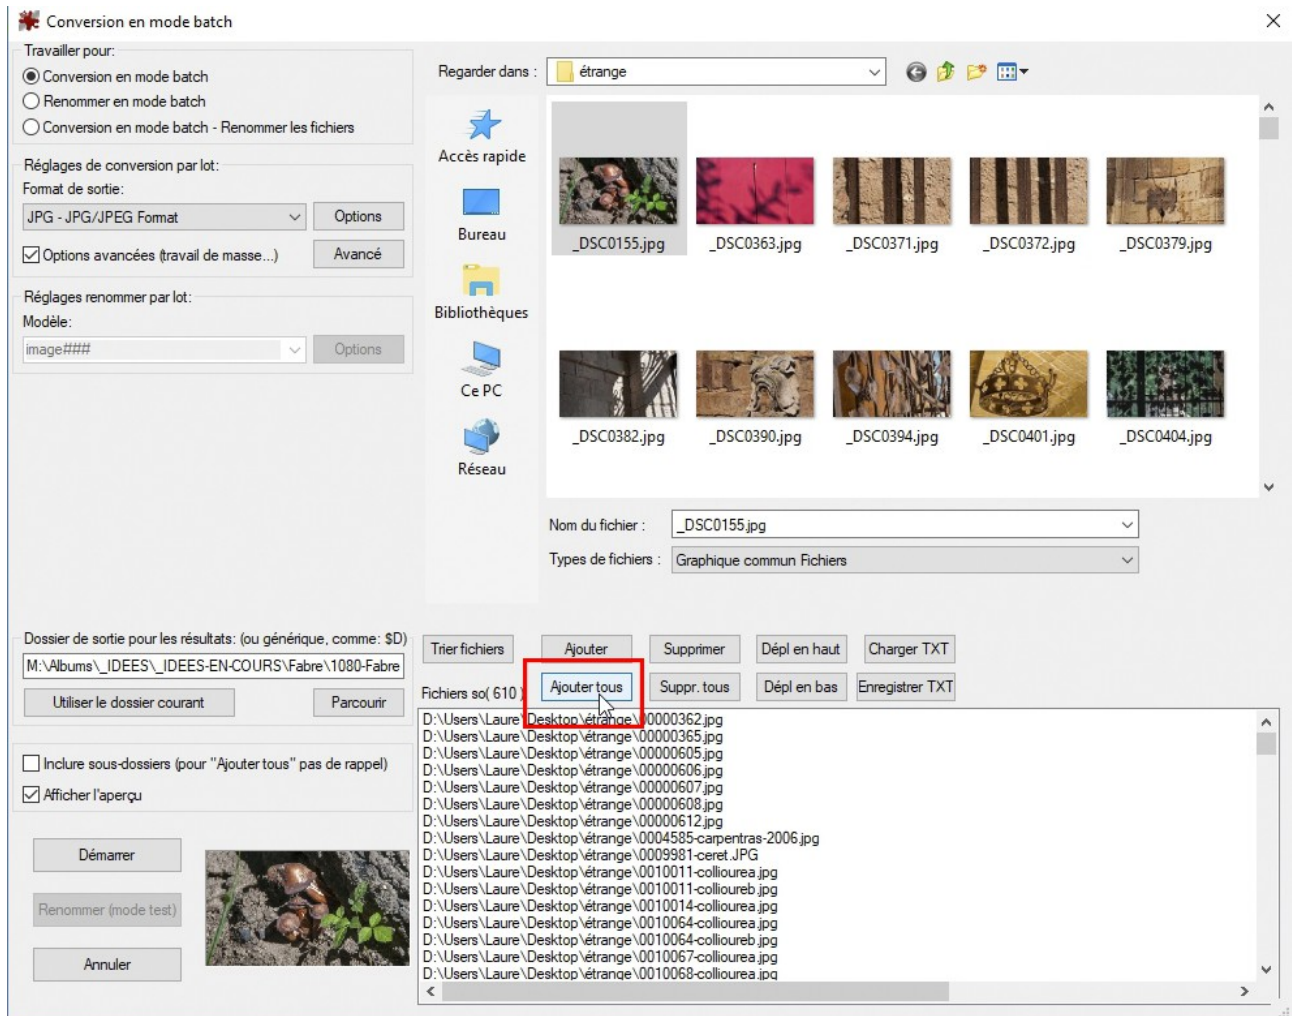 Conversion en mode batch
Travailler pour:
Conversion en mode batch
Renommer en mode batch
Conversion en mode batch - Renommer les fichiers
Réglages de conversion par lot:
Format de sortie:
JPG - JPG/JPEG Format
Options
Options avancées (travail de masse...)
Avancé
Réglages renommer par lot:
Modèle:
image###
Options
Regarder dans :
étrange
Accès rapide
Bureau
Bibliothèques
Ce PC
Réseau
_DSC0155.jpg
_DSC0363.jpg
_DSC0371.jpg
_DSC0372.jpg
_DSC0379.jpg
_DSC0382.jpg
_DSC0390.jpg
_DSC0394.jpg
_DSC0401.jpg
_DSC0404.jpg
Nom du fichier :
_DSC0155.jpg
Types de fichiers :
Graphique commun Fichiers
Dossier de sortie pour les résultats: (ou générique, comme: $D)
M:\Albums\_IDEES\_IDEES-EN-COURS\Fabre\1080-Fabre
Utiliser le dossier courant
Parcourir
Inclure sous-dossiers (pour "Ajouter tous" pas de rappel)
Afficher l'aperçu
Démarrer
Renommer (mode test)
Annuler
Trier fichiers
Ajouter
Supprimer
Dépl en haut
Charger TXT
Fichiers so( 610 )
Ajouter tous
Suppr. tous
Dépl en bas
Enregistrer TXT
D:\Users\Laure\Desktop\étrange\00000362.jpg
D:\Users\Laure\Desktop\étrange\00000365.jpg
D:\Users\Laure\Desktop\étrange\00000605.jpg
D:\Users\Laure\Desktop\étrange\00000606.jpg
D:\Users\Laure\Desktop\étrange\00000607.jpg
D:\Users\Laure\Desktop\étrange\00000608.jpg
D:\Users\Laure\Desktop\étrange\00000612.jpg
D:\Users\Laure\Desktop\étrange\0004585-carpentras-2006.jpg
D:\Users\Laure\Desktop\étrange\0009981-ceret.JPG
D:\Users\Laure\Desktop\étrange\0010011-colliourea.jpg
D:\Users\Laure\Desktop\étrange\0010011-collioureb.jpg
D:\Users\Laure\Desktop\étrange\0010014-colliourea.jpg
D:\Users\Laure\Desktop\étrange\0010064-colliourea.jpg
D:\Users\Laure\Desktop\étrange\0010064-collioureb.jpg
D:\Users\Laure\Desktop\étrange\0010067-colliourea.jpg
D:\Users\Laure\Desktop\étrange\0010068-colliourea.jpg